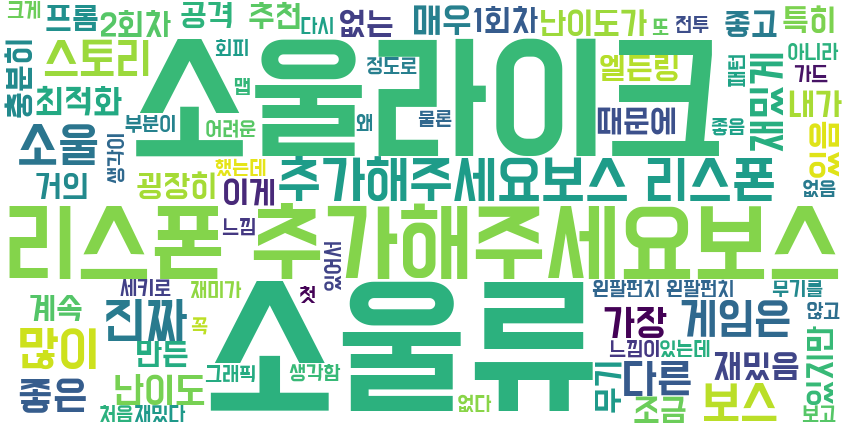 크게 프롬 2회차 공격 추천 다시 없는 매우 1회차 난이도가 또 전투 좋고 특히
충분히 스토리 회피 소울라이크 엘든링 패턴 아니라 가드
최적화 맵 정도로 재밌게 내가
소울 부분이 어려운 왜 물론 때문에 좋음 있음
생각이 했는데
거의 굉장히 이게 추가해주세요보스 리스폰 없음
리스폰 추가해주세요보스
느낌 있어서
세키로 재미가 첫 소울류 왼팔펀치 왼팔펀치 무기를
계속 진짜 꼭 가장 게임은 않고
많이 만든 느낌이 있는데 재밌음 있지만
좋은 난이도 그래픽 생각함 무기 다른
처음 재밌다 없다 조금 보스 보고